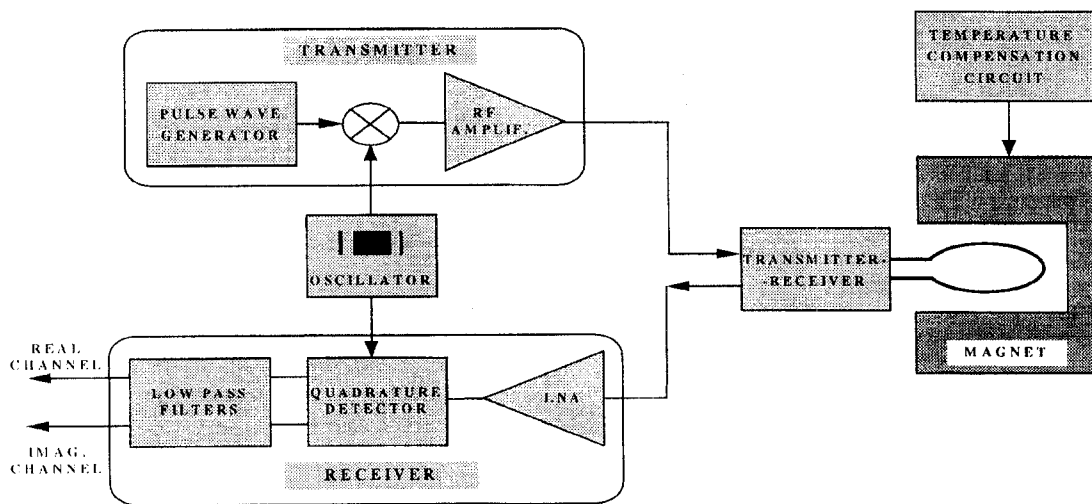 TRANSMITTER
PULSE WAVE
GENERATOR
RF
AMPLIF.
TEMPERATURE
COMPENSATION
CIRCUIT
OSCILLATOR
TRANSMITTER-
-RECEIVER
MAGNET
REAL
CHANNEL
LOW PASS
FILTERS
QUADRATURE
DETECTOR
LNA
IMAG.
CHANNEL
RECEIVER